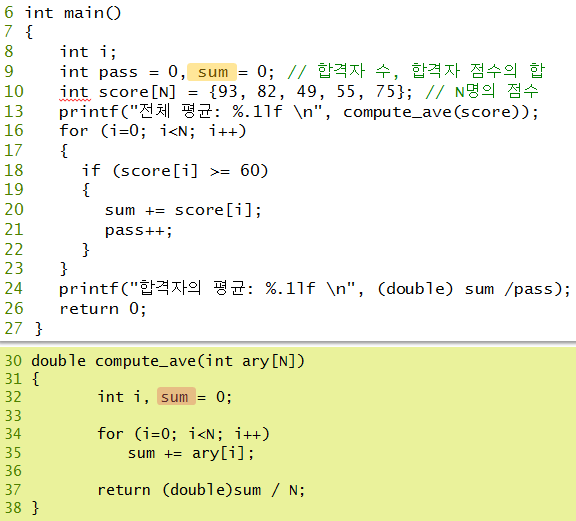 6 int main()
7 {
8 int i;
9 int pass = 0, sum = 0; // 합격자 수, 합격자 점수의 합
10 int score[N] = {93, 82, 49, 55, 75}; // N명의 점수
13 printf("전체 평균: %.1lf \n", compute_ave(score));
16 for (i=0; i<N; i++)
17 {
18 if (score[i] >= 60)
19 {
20 sum += score[i];
21 pass++;
22 }
23 }
24 printf("합격자의 평균: %.1lf \n", (double) sum /pass);
26 return 0;
27 }
30 double compute_ave(int ary[N])
31 {
32 int i, sum = 0;
33
34 for (i=0; i<N; i++)
35 sum += ary[i];
36
37 return (double)sum / N;
38 }